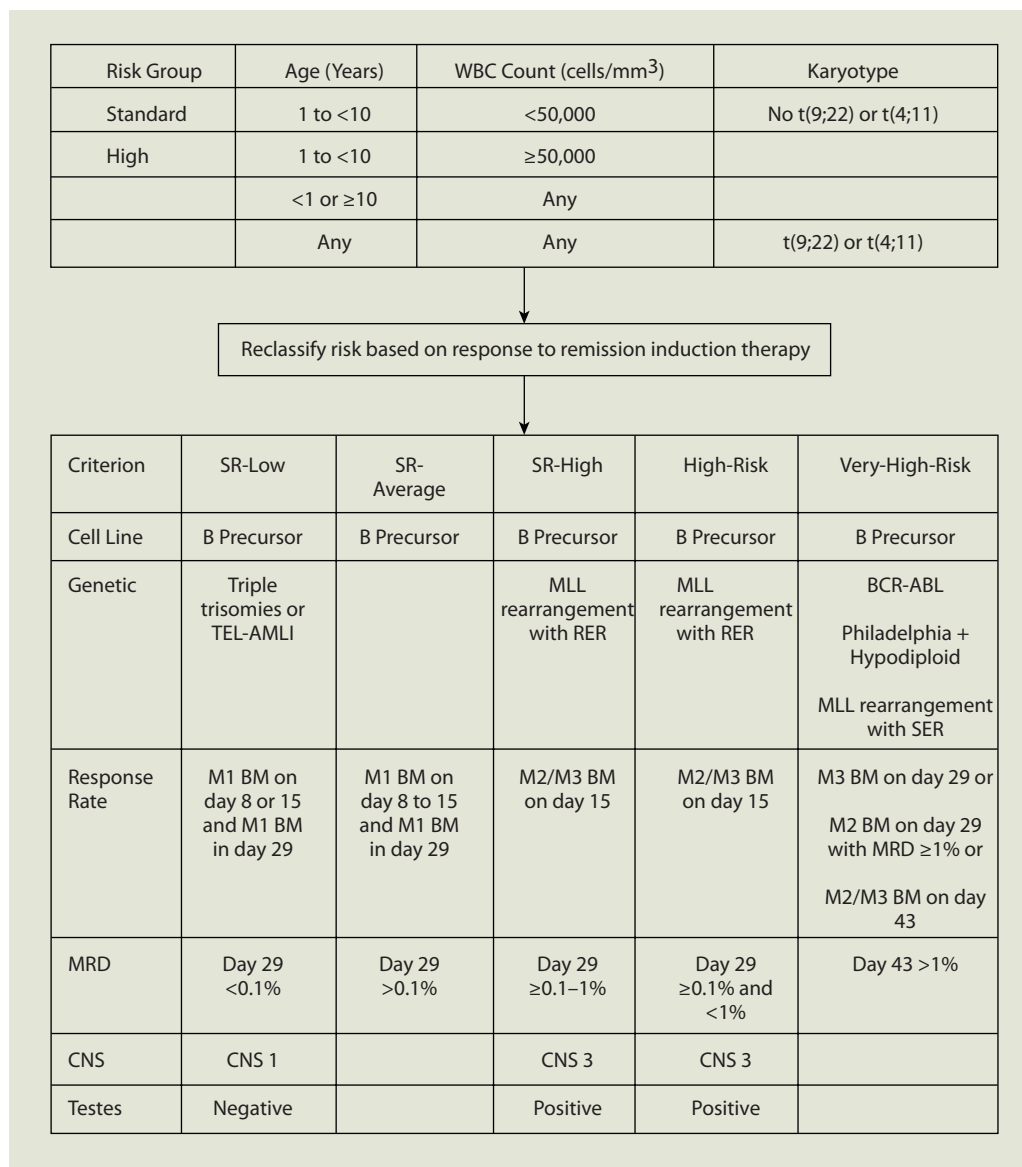 Risk Group Age (Years) WBC Count (cells/mm3) Karyotype
Standard 1 to <10 <50,000 No t(9;22) or t(4;11)
High 1 to <10 ≥50,000
<1 or ≥10 Any
Any Any t(9;22) or t(4;11)
Reclassify risk based on response to remission induction therapy
Criterion SR-Low SR-
Average SR-High High-Risk Very-High-Risk
Cell Line B Precursor B Precursor B Precursor B Precursor B Precursor
Genetic
Triple
trisomies or
TEL-AMLI
MLL
rearrangement
with RER
MLL
rearrangement
with RER
BCR-ABL
Philadelphia +
Hypodiploid
MLL rearrangement
with SER
Response
Rate
M1 BM on
day 8 or 15
and M1 BM
in day 29
M1 BM on
day 8 to 15
and M1 BM
in day 29
M2/M3 BM
on day 15
M2/M3 BM
on day 15
M3 BM on day 29 or
M2 BM on day 29
with MRD ≥1% or
M2/M3 BM on day
43
MRD
Day 29
<0.1%
Day 29
>0.1%
Day 29
≥0.1–1%
Day 29
≥0.1% and
<1%
Day 43 >1%
CNS CNS 1 CNS 3 CNS 3
Testes Negative Positive Positive